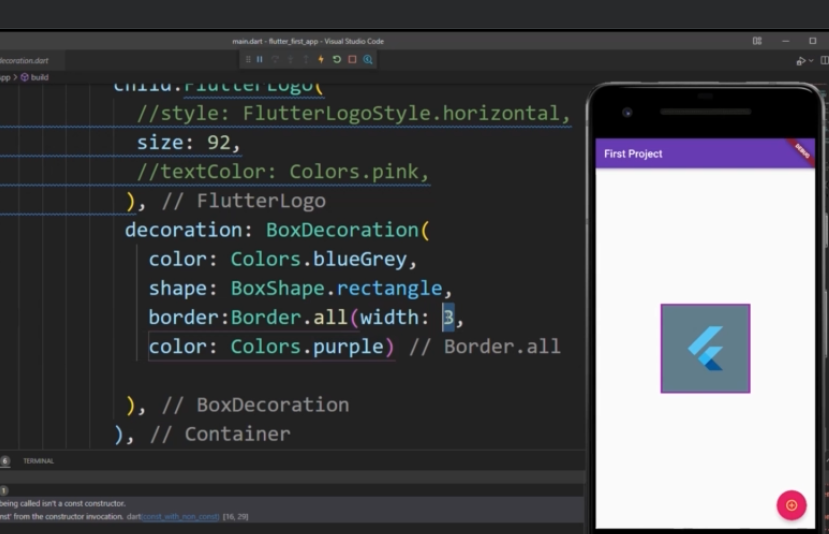 main.dart - flutter_first_app - Visual Studio Code
decoration.dart
App > build
child:FlutterLogo(
//style: FlutterLogoStyle.horizontal,
size: 92,
//textColor: Colors.pink,
), // FlutterLogo
decoration: BoxDecoration(
color: Colors.blueGrey,
shape: BoxShape.rectangle,
border:Border.all(width: 3,
color: Colors.purple) // Border.all
), // BoxDecoration
), // Container
6 TERMINAL
1
being called isn't a const constructor.
nst' from the constructor invocation. dart(const_with_non_const) [16, 29]
First Project
DEBUG